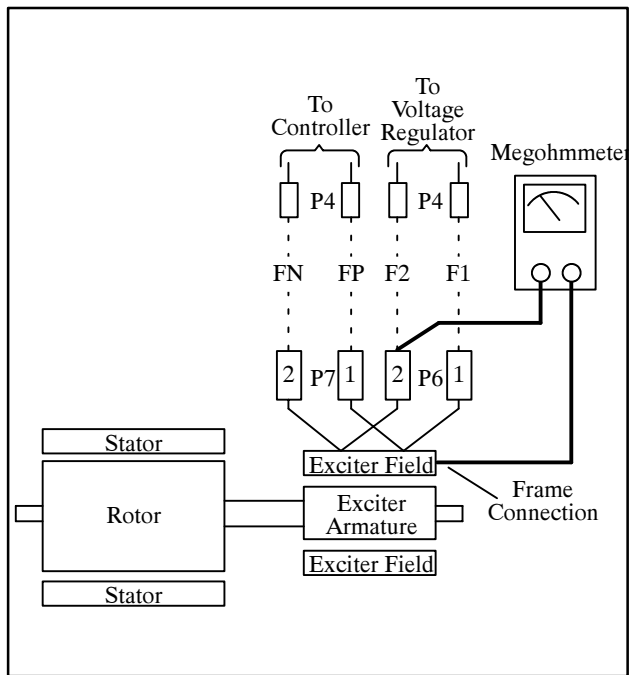 To
Controller
To
Voltage
Regulator
Megohmmeter
P4
P4
FN
FP
F2
F1
2
P7
1
2
P6
1
Stator
Exciter Field
Rotor
Exciter
Armature
Frame
Connection
Stator
Exciter Field